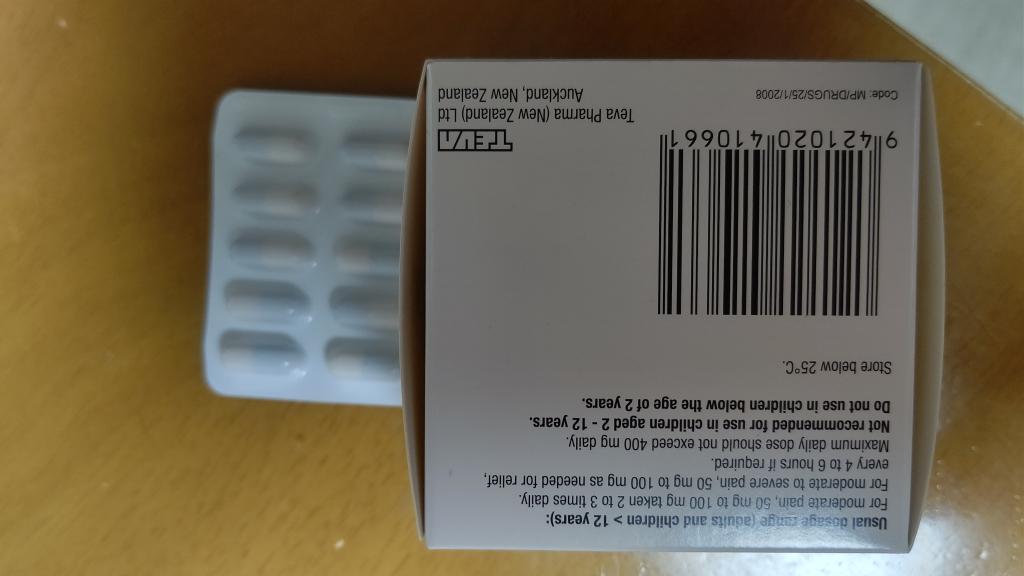 Usual dosage range (adults and children > 12 years):
For moderate pain, 50 mg to 100 mg taken 2 to 3 times daily.
For moderate to severe pain, 50 mg to 100 mg as needed for relief,
every 4 to 6 hours if required.
Maximum daily dose should not exceed 400 mg daily.
Not recommended for use in children aged 2 - 12 years.
Do not use in children below the age of 2 years.
Store below 25°C.
9 421020 410661
TEVA
Teva Pharma (New Zealand) Ltd
Auckland, New Zealand
Code: MP/DRUGS/25/1/2008